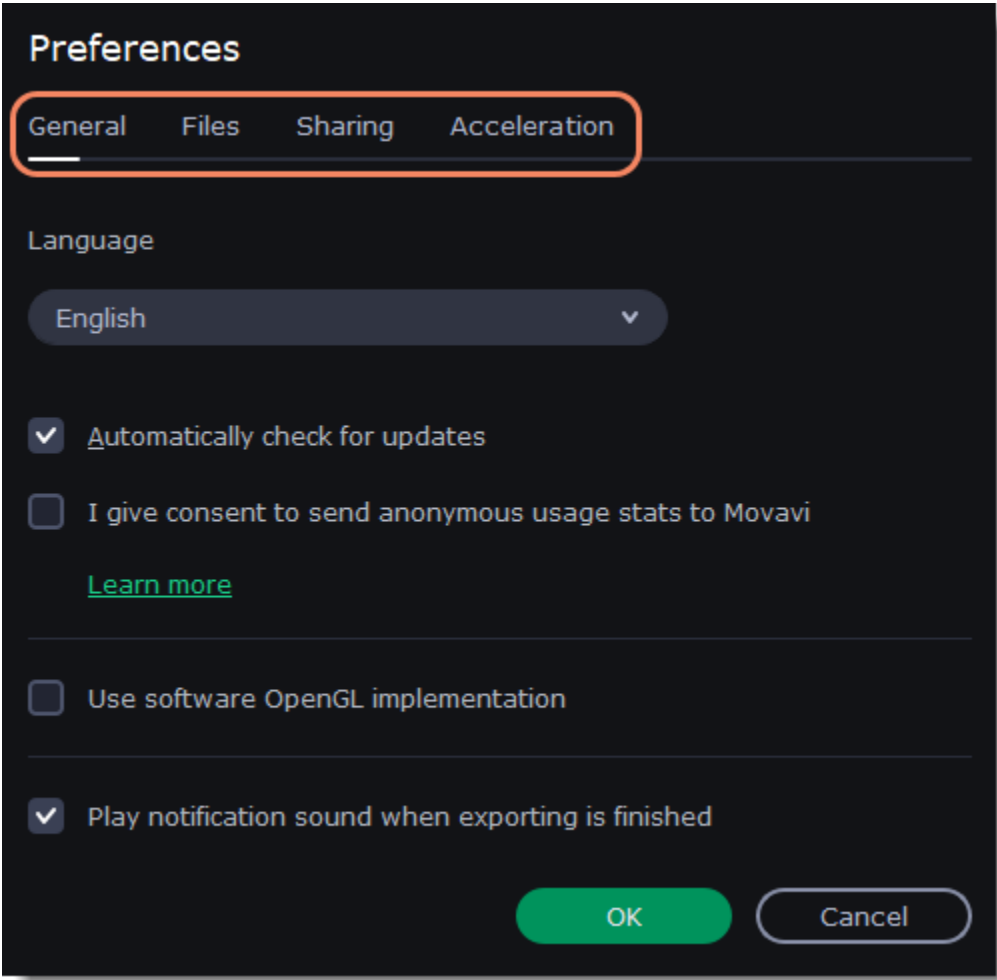 Preferences
General Files Sharing Acceleration
Language
English
Automatically check for updates
I give consent to send anonymous usage stats to Movavi
Learn more
Use software OpenGL implementation
Play notification sound when exporting is finished
OK Cancel